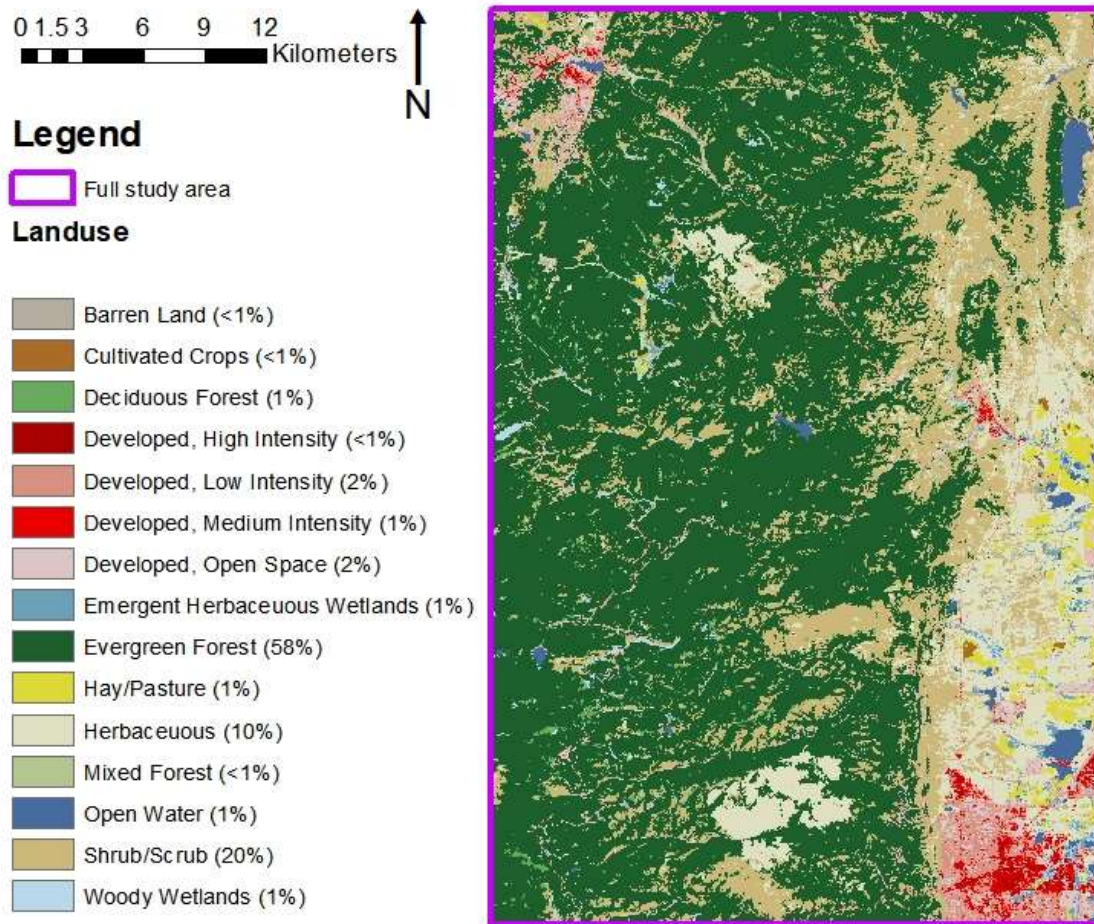 0 1.5 3 6 9 12
Kilometers
N
Legend
Full study area
Landuse
Barren Land (<1%)
Cultivated Crops (<1%)
Deciduous Forest (1%)
Developed, High Intensity (<1%)
Developed, Low Intensity (2%)
Developed, Medium Intensity (1%)
Developed, Open Space (2%)
Emergent Herbaceuous Wetlands (1%)
Evergreen Forest (58%)
Hay/Pasture (1%)
Herbaceuous (10%)
Mixed Forest (<1%)
Open Water (1%)
Shrub/Scrub (20%)
Woody Wetlands (1%)